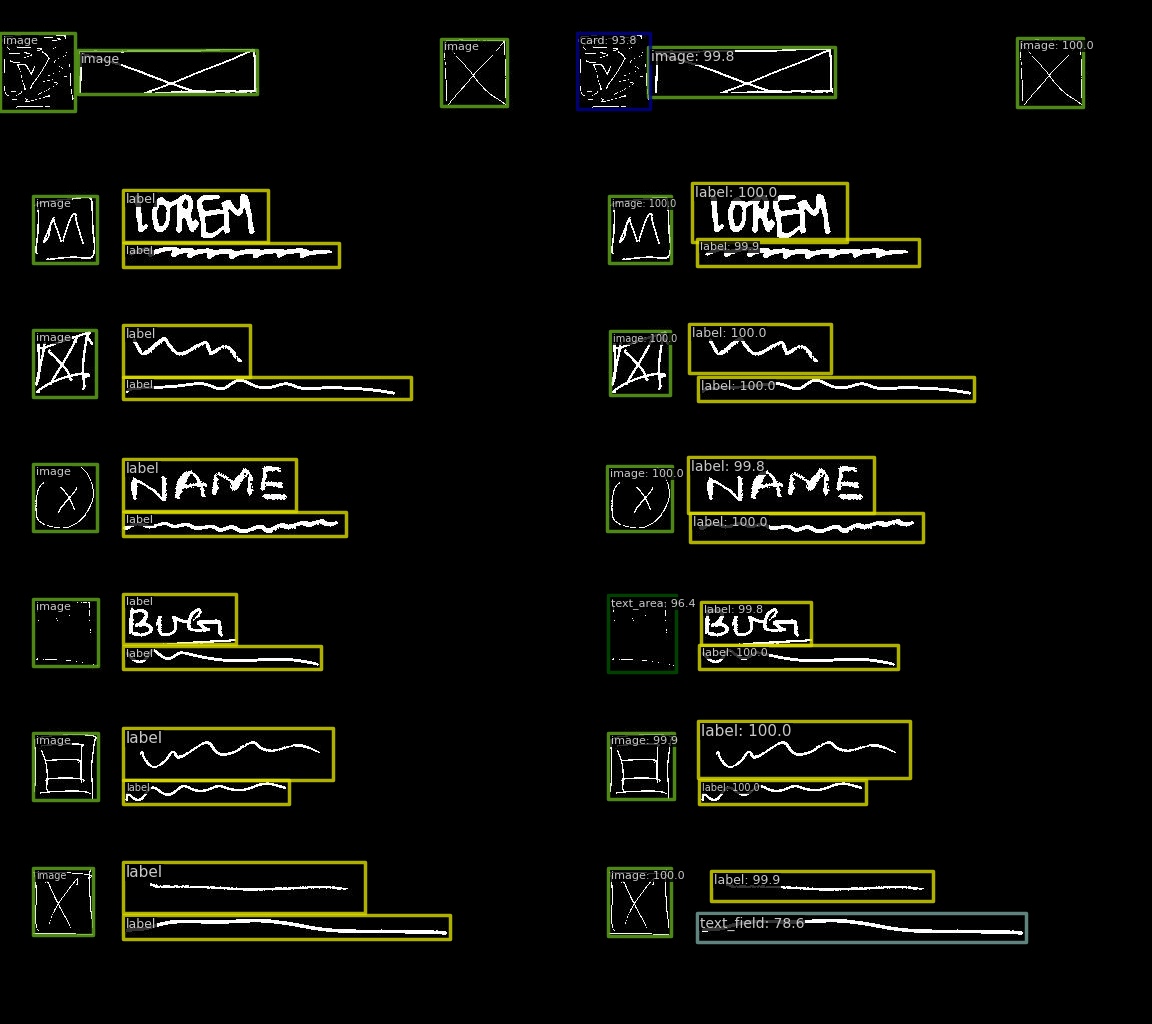 image image image card: 93.8 image: 99.8 image: 100.0
image label LOREM image: 100.0 label: 100.0 LOREM
label label: 99.9
image label image: 100.0 label: 100.0
label label: 100.0
image label NAME image: 100.0 label: 99.8 NAME
label label: 100.0
image label BUG text_area: 96.4 label: 99.8 BUG
label label: 100.0
image label image: 99.9 label: 100.0
label label: 100.0
image label image: 100.0 label: 99.9
label text_field: 78.6